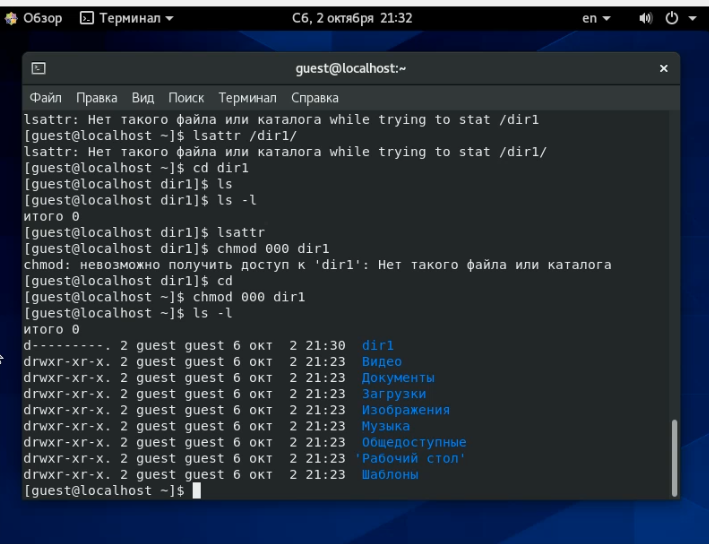 Обзор Терминал Сб, 2 октября 21:32 en
guest@localhost:~ ×
Файл Правка Вид Поиск Терминал Справка
lsattr: Нет такого файла или каталога while trying to stat /dir1
[guest@localhost ~]$ lsattr /dir1/
lsattr: Нет такого файла или каталога while trying to stat /dir1/
[guest@localhost ~]$ cd dir1
[guest@localhost dir1]$ ls
[guest@localhost dir1]$ ls -l
итого 0
[guest@localhost dir1]$ lsattr
[guest@localhost dir1]$ chmod 000 dir1
chmod: невозможно получить доступ к 'dir1': Нет такого файла или каталога
[guest@localhost dir1]$ cd
[guest@localhost ~]$ chmod 000 dir1
[guest@localhost ~]$ ls -l
итого 0
d---------. 2 guest guest 6 окт  2 21:30  dir1
drwxr-xr-x. 2 guest guest 6 окт  2 21:23  Видео
drwxr-xr-x. 2 guest guest 6 окт  2 21:23  Документы
drwxr-xr-x. 2 guest guest 6 окт  2 21:23  Загрузки
drwxr-xr-x. 2 guest guest 6 окт  2 21:23  Изображения
drwxr-xr-x. 2 guest guest 6 окт  2 21:23  Музыка
drwxr-xr-x. 2 guest guest 6 окт  2 21:23  Общедоступные
drwxr-xr-x. 2 guest guest 6 окт  2 21:23 'Рабочий стол'
drwxr-xr-x. 2 guest guest 6 окт  2 21:23  Шаблоны
[guest@localhost ~]$